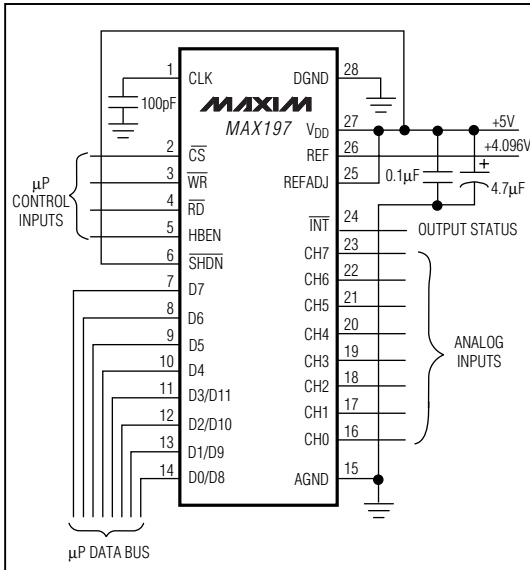 1 CLK
100pF
MAXIM
MAX197
DGND 28
VDD 27 +5V
REF 26 +4.096V
REFADJ 25
0.1µF
+
4.7µF
µP
CONTROL
INPUTS
2 CS
3 WR
4 RD
5 HBEN
6 SHDN
7 D7
8 D6
9 D5
10 D4
11 D3/D11
12 D2/D10
13 D1/D9
14 D0/D8
INT 24 OUTPUT STATUS
CH7 23
CH6 22
CH5 21
CH4 20
CH3 19
CH2 18
CH1 17
CH0 16
AGND 15
ANALOG
INPUTS
µP DATA BUS